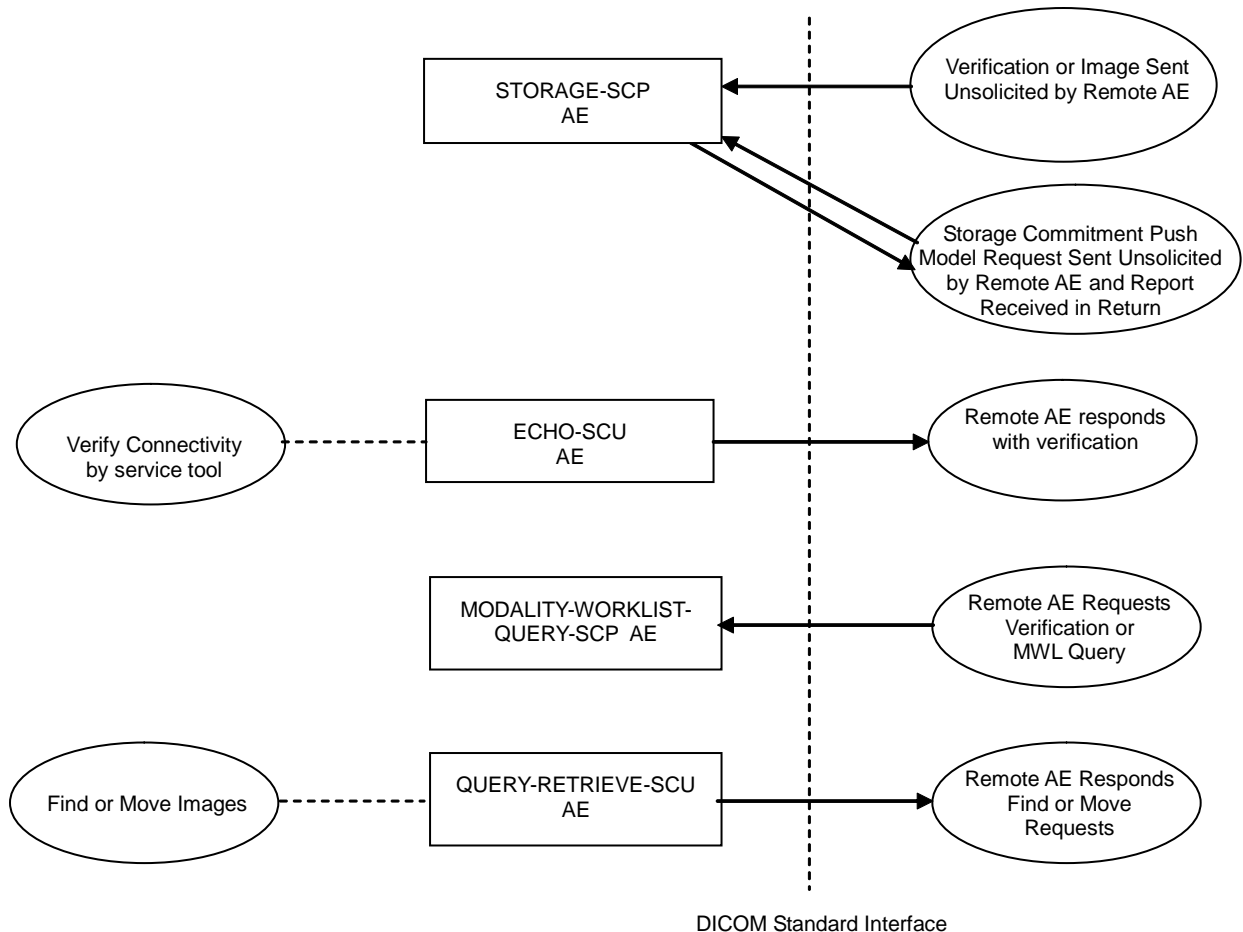 STORAGE-SCP
AE
Verification or Image Sent
Unsolicited by Remote AE
Storage Commitment Push
Model Request Sent Unsolicited
by Remote AE and Report
Received in Return
Verify Connectivity
by service tool
ECHO-SCU
AE
Remote AE responds
with verification
MODALITY-WORKLIST-
QUERY-SCP AE
Remote AE Requests
Verification or
MWL Query
Find or Move Images
QUERY-RETRIEVE-SCU
AE
Remote AE Responds
Find or Move
Requests
DICOM Standard Interface